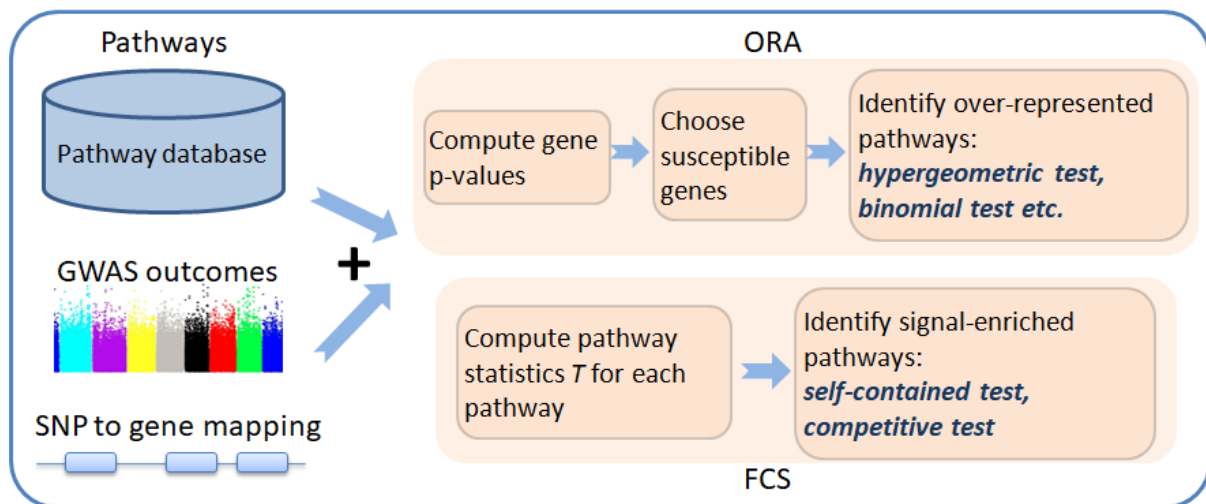 Pathways
Pathway database
GWAS outcomes
SNP to gene mapping
+
ORA
Compute gene
p-values
Choose
susceptible
genes
Identify over-represented
pathways:
hypergeometric test,
binomial test etc.
Compute pathway
statistics T for each
pathway
Identify signal-enriched
pathways:
self-contained test,
competitive test
FCS